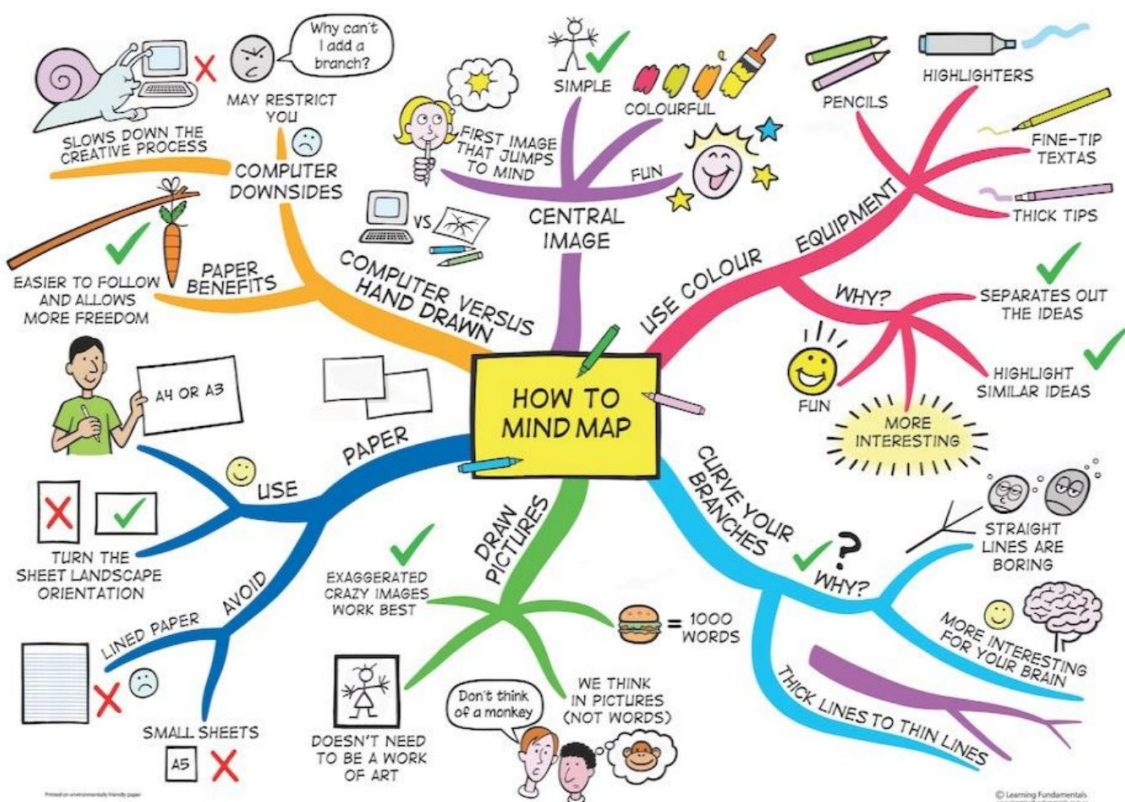 HOW TO
MIND MAP
CENTRAL
IMAGE
FIRST IMAGE
THAT JUMPS
TO MIND
SIMPLE
COLOURFUL
FUN
USE COLOUR
EQUIPMENT
PENCILS
HIGHLIGHTERS
FINE-TIP
TEXTAS
THICK TIPS
WHY?
SEPARATES OUT
THE IDEAS
HIGHLIGHT
SIMILAR IDEAS
MORE
INTERESTING
FUN
CURVE YOUR
BRANCHES
?
WHY?
STRAIGHT
LINES ARE
BORING
MORE INTERESTING
FOR YOUR BRAIN
THICK LINES TO THIN LINES
DRAW
PICTURES
= 1000
WORDS
WE THINK
IN PICTURES
(NOT WORDS)
Don't think
of a monkey
DOESN'T NEED
TO BE A WORK
OF ART
EXAGGERATED
CRAZY IMAGES
WORK BEST
PAPER
USE
A4 OR A3
TURN THE
SHEET LANDSCAPE
ORIENTATION
AVOID
LINED PAPER
SMALL SHEETS
A5
COMPUTER VERSUS
HAND DRAWN
VS
PAPER
BENEFITS
EASIER TO FOLLOW
AND ALLOWS
MORE FREEDOM
COMPUTER
DOWNSIDES
SLOWS DOWN THE
CREATIVE PROCESS
MAY RESTRICT
YOU
Why can't
I add a
branch?
Printed on environmentally friendly paper
© Learning Fundamentals